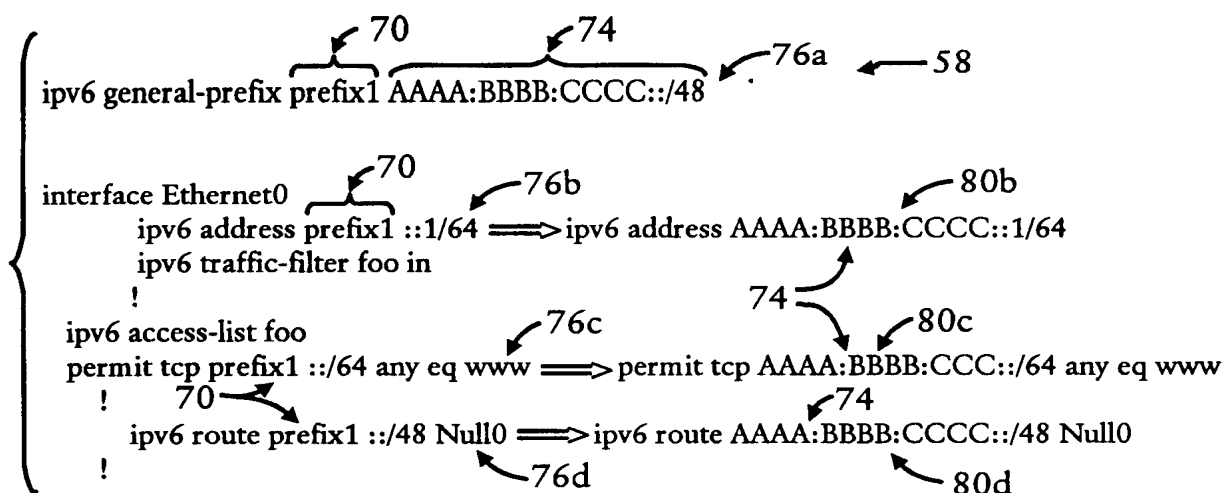 70 74
76a 58
ipv6 general-prefix prefix1 AAAA:BBBB:CCCC::/48
70 76b 80b
interface Ethernet0
ipv6 address prefix1 ::1/64 ipv6 address AAAA:BBBB:CCCC::1/64
ipv6 traffic-filter foo in
! 74
ipv6 access-list foo 76c 80c
permit tcp prefix1 ::/64 any eq www permit tcp AAAA:BBBB:CCC::/64 any eq www
! 70 74
ipv6 route prefix1 ::/48 Null0 ipv6 route AAAA:BBBB:CCCC::/48 Null0
! 76d 80d